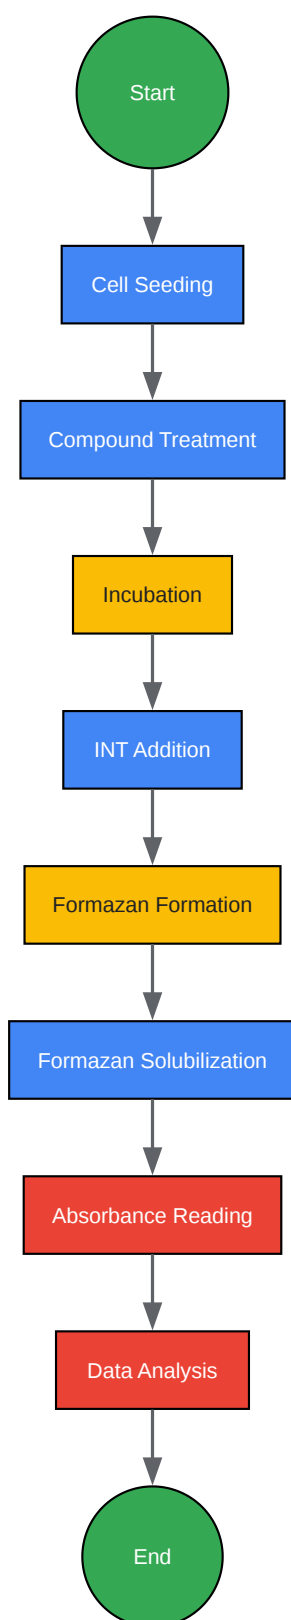 Start
Cell Seeding
Compound Treatment
Incubation
INT Addition
Formazan Formation
Formazan Solubilization
Absorbance Reading
Data Analysis
End